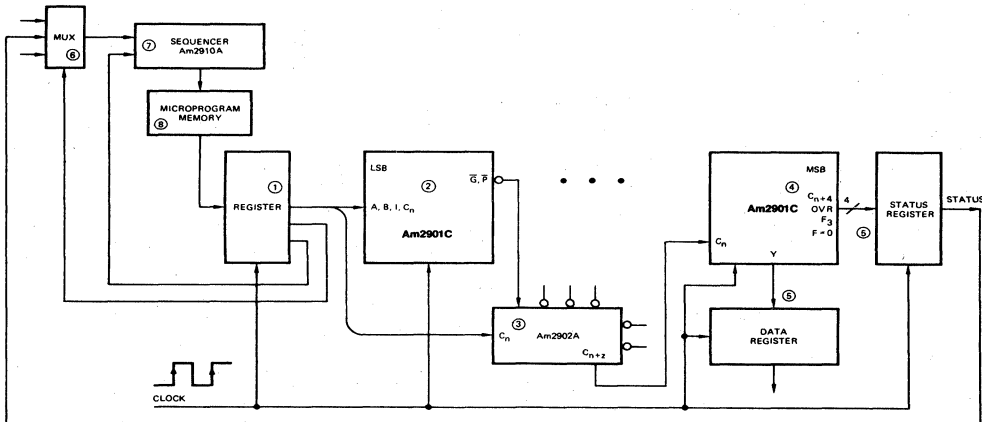 MUX
⑥
⑦
SEQUENCER
Am2910A
MICROPROGRAM
MEMORY
⑧
①
REGISTER
LSB
②
G̅, P̅
A, B, I, Cn
Am2901C
• • •
MSB
④
Cn+4
OVR
F3
F = 0
Cn
Y
Am2901C
4
⑤
STATUS
REGISTER
STATUS
③
Cn
Am2902A
Cn+z
⑤
DATA
REGISTER
CLOCK